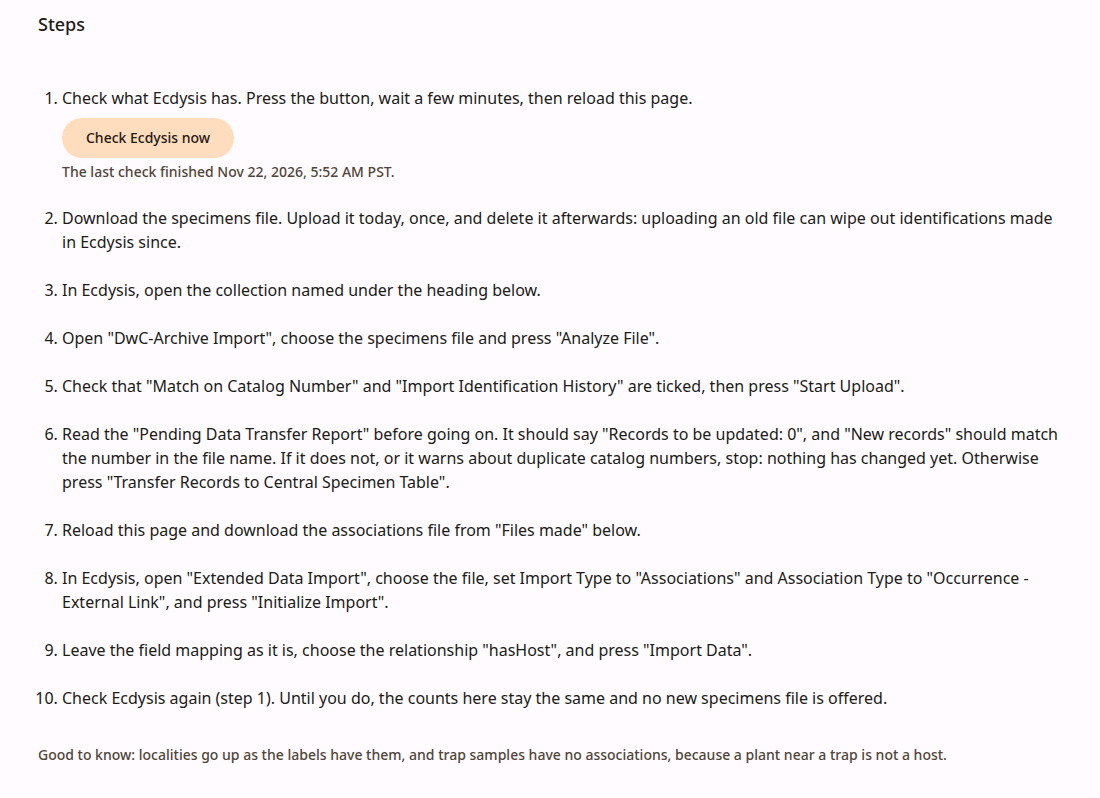 Steps
1. Check what Ecdysis has. Press the button, wait a few minutes, then reload this page.
Check Ecdysis now
The last check finished Nov 22, 2026, 5:52 AM PST.
2. Download the specimens file. Upload it today, once, and delete it afterwards: uploading an old file can wipe out identifications made
in Ecdysis since.
3. In Ecdysis, open the collection named under the heading below.
4. Open "DwC-Archive Import", choose the specimens file and press "Analyze File".
5. Check that "Match on Catalog Number" and "Import Identification History" are ticked, then press "Start Upload".
6. Read the "Pending Data Transfer Report" before going on. It should say "Records to be updated: 0", and "New records" should match
the number in the file name. If it does not, or it warns about duplicate catalog numbers, stop: nothing has changed yet. Otherwise
press "Transfer Records to Central Specimen Table".
7. Reload this page and download the associations file from "Files made" below.
8. In Ecdysis, open "Extended Data Import", choose the file, set Import Type to "Associations" and Association Type to "Occurrence -
External Link", and press "Initialize Import".
9. Leave the field mapping as it is, choose the relationship "hasHost", and press "Import Data".
10. Check Ecdysis again (step 1). Until you do, the counts here stay the same and no new specimens file is offered.
Good to know: localities go up as the labels have them, and trap samples have no associations, because a plant near a trap is not a host.